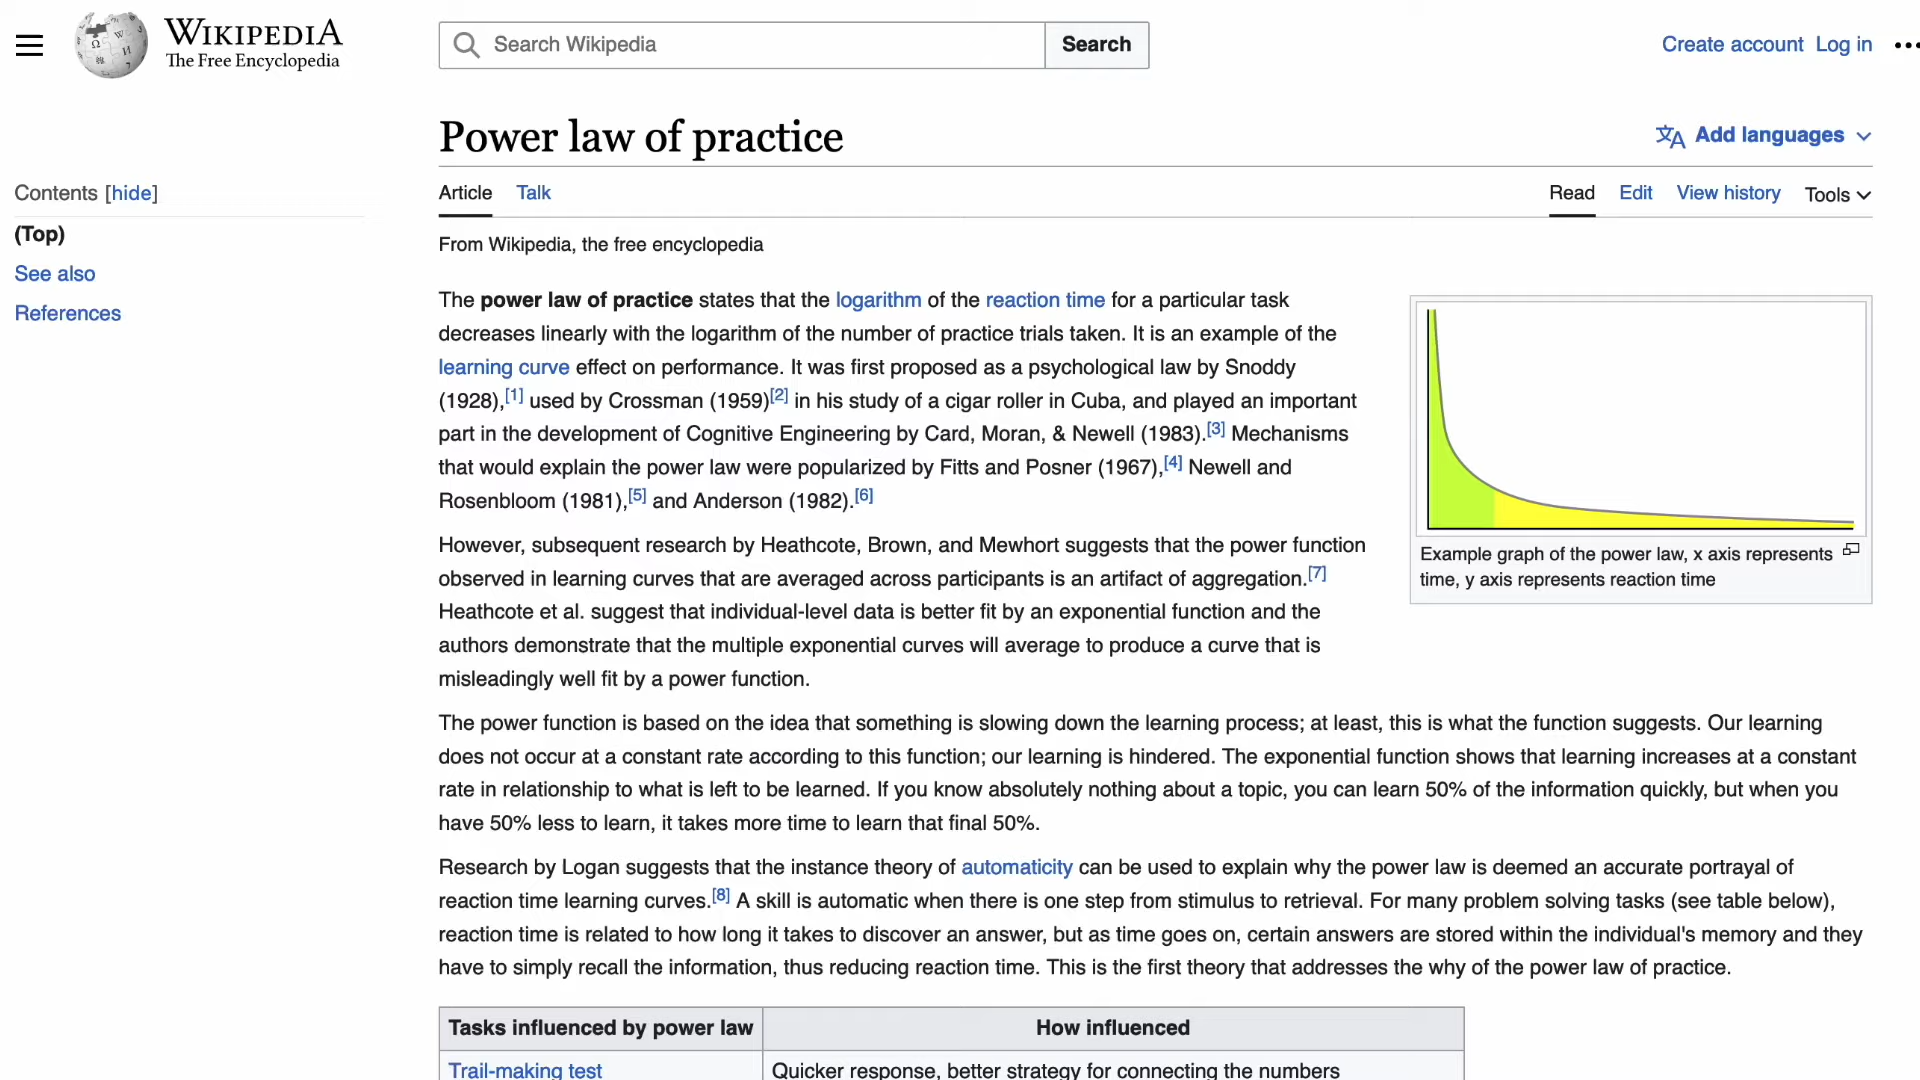 WIKIPEDIA
The Free Encyclopedia
Search Wikipedia
Search
Create account Log in
Power law of practice
Add languages
Contents [hide]
(Top)
See also
References
Article Talk
Read Edit View history Tools
From Wikipedia, the free encyclopedia
The power law of practice states that the logarithm of the reaction time for a particular task
decreases linearly with the logarithm of the number of practice trials taken. It is an example of the
learning curve effect on performance. It was first proposed as a psychological law by Snoddy
(1928),[1] used by Crossman (1959)[2] in his study of a cigar roller in Cuba, and played an important
part in the development of Cognitive Engineering by Card, Moran, & Newell (1983).[3] Mechanisms
that would explain the power law were popularized by Fitts and Posner (1967),[4] Newell and
Rosenbloom (1981),[5] and Anderson (1982).[6]
Example graph of the power law, x axis represents
time, y axis represents reaction time
However, subsequent research by Heathcote, Brown, and Mewhort suggests that the power function
observed in learning curves that are averaged across participants is an artifact of aggregation.[7]
Heathcote et al. suggest that individual-level data is better fit by an exponential function and the
authors demonstrate that the multiple exponential curves will average to produce a curve that is
misleadingly well fit by a power function.
The power function is based on the idea that something is slowing down the learning process; at least, this is what the function suggests. Our learning
does not occur at a constant rate according to this function; our learning is hindered. The exponential function shows that learning increases at a constant
rate in relationship to what is left to be learned. If you know absolutely nothing about a topic, you can learn 50% of the information quickly, but when you
have 50% less to learn, it takes more time to learn that final 50%.
Research by Logan suggests that the instance theory of automaticity can be used to explain why the power law is deemed an accurate portrayal of
reaction time learning curves.[8] A skill is automatic when there is one step from stimulus to retrieval. For many problem solving tasks (see table below),
reaction time is related to how long it takes to discover an answer, but as time goes on, certain answers are stored within the individual's memory and they
have to simply recall the information, thus reducing reaction time. This is the first theory that addresses the why of the power law of practice.
Tasks influenced by power law How influenced
Trail-making test Quicker response, better strategy for connecting the numbers